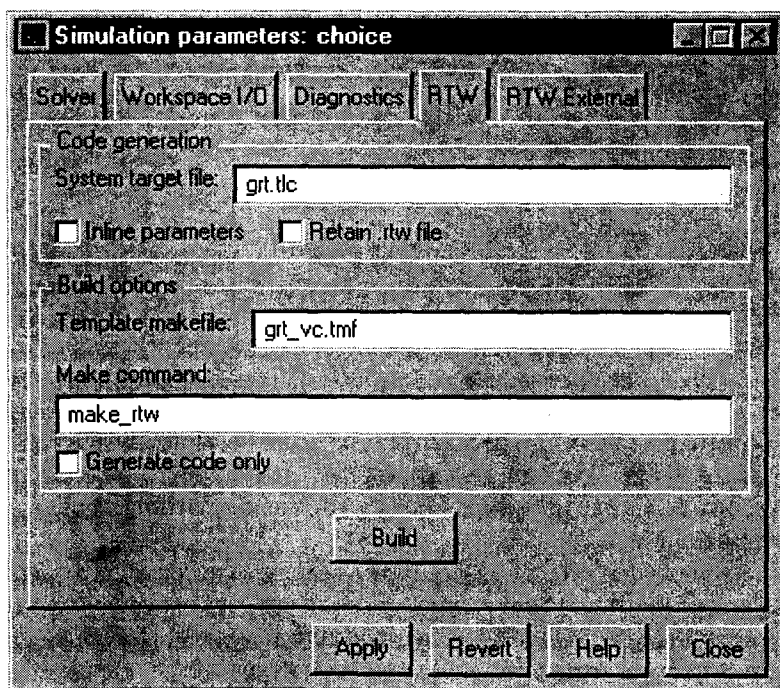 Simulation parameters: choice
Solver Workspace I/O Diagnostics RTW RTW External
Code generation
System target file: grt.tlc
Inline parameters Retain .rtw file
Build options
Template makefile: grt_vc.tmf
Make command:
make_rtw
Generate code only
Build
Apply Revert Help Close